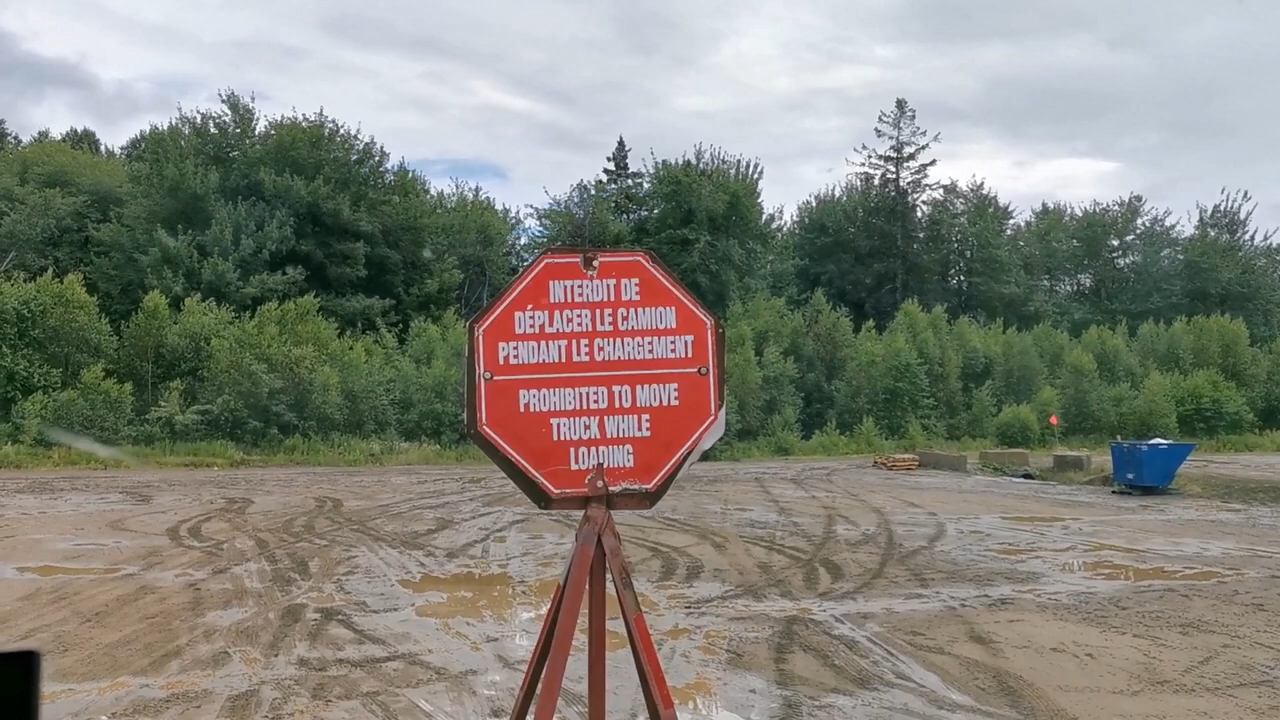 INTERDIT DE
DÉPLACER LE CAMION
PENDANT LE CHARGEMENT
PROHIBITED TO MOVE
TRUCK WHILE
LOADING